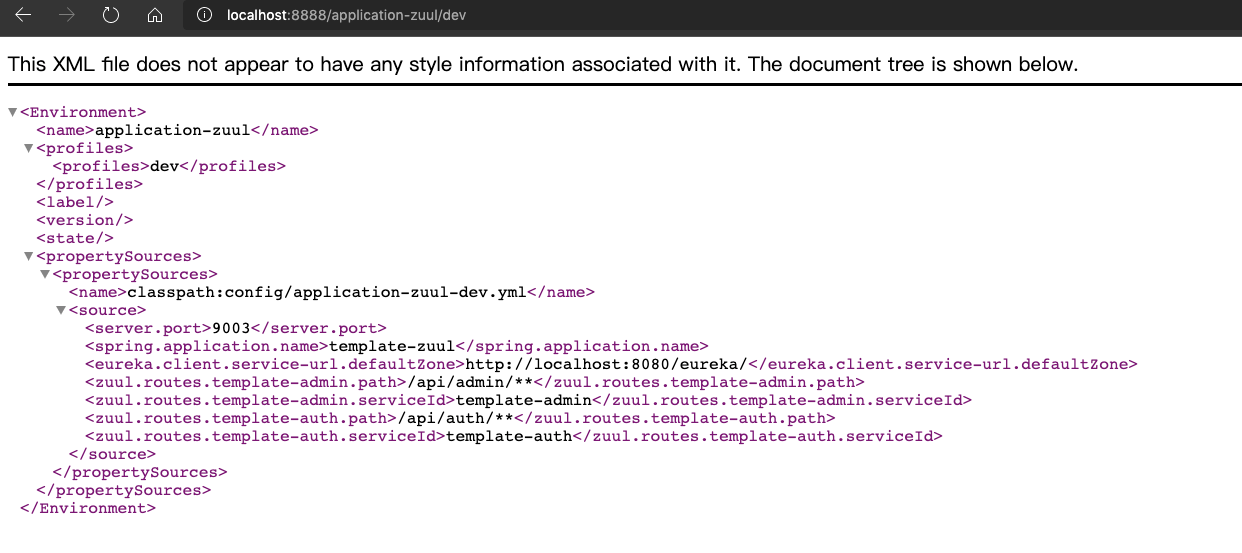 localhost:8888/application-zuul/dev
This XML file does not appear to have any style information associated with it. The document tree is shown below.
▼<Environment>
<name>application-zuul</name>
▼<profiles>
<profiles>dev</profiles>
</profiles>
<label/>
<version/>
<state/>
▼<propertySources>
▼<propertySources>
<name>classpath:config/application-zuul-dev.yml</name>
▼<source>
<server.port>9003</server.port>
<spring.application.name>template-zuul</spring.application.name>
<eureka.client.service-url.defaultZone>http://localhost:8080/eureka/</eureka.client.service-url.defaultZone>
<zuul.routes.template-admin.path>/api/admin/**</zuul.routes.template-admin.path>
<zuul.routes.template-admin.serviceId>template-admin</zuul.routes.template-admin.serviceId>
<zuul.routes.template-auth.path>/api/auth/**</zuul.routes.template-auth.path>
<zuul.routes.template-auth.serviceId>template-auth</zuul.routes.template-auth.serviceId>
</source>
</propertySources>
</propertySources>
</Environment>